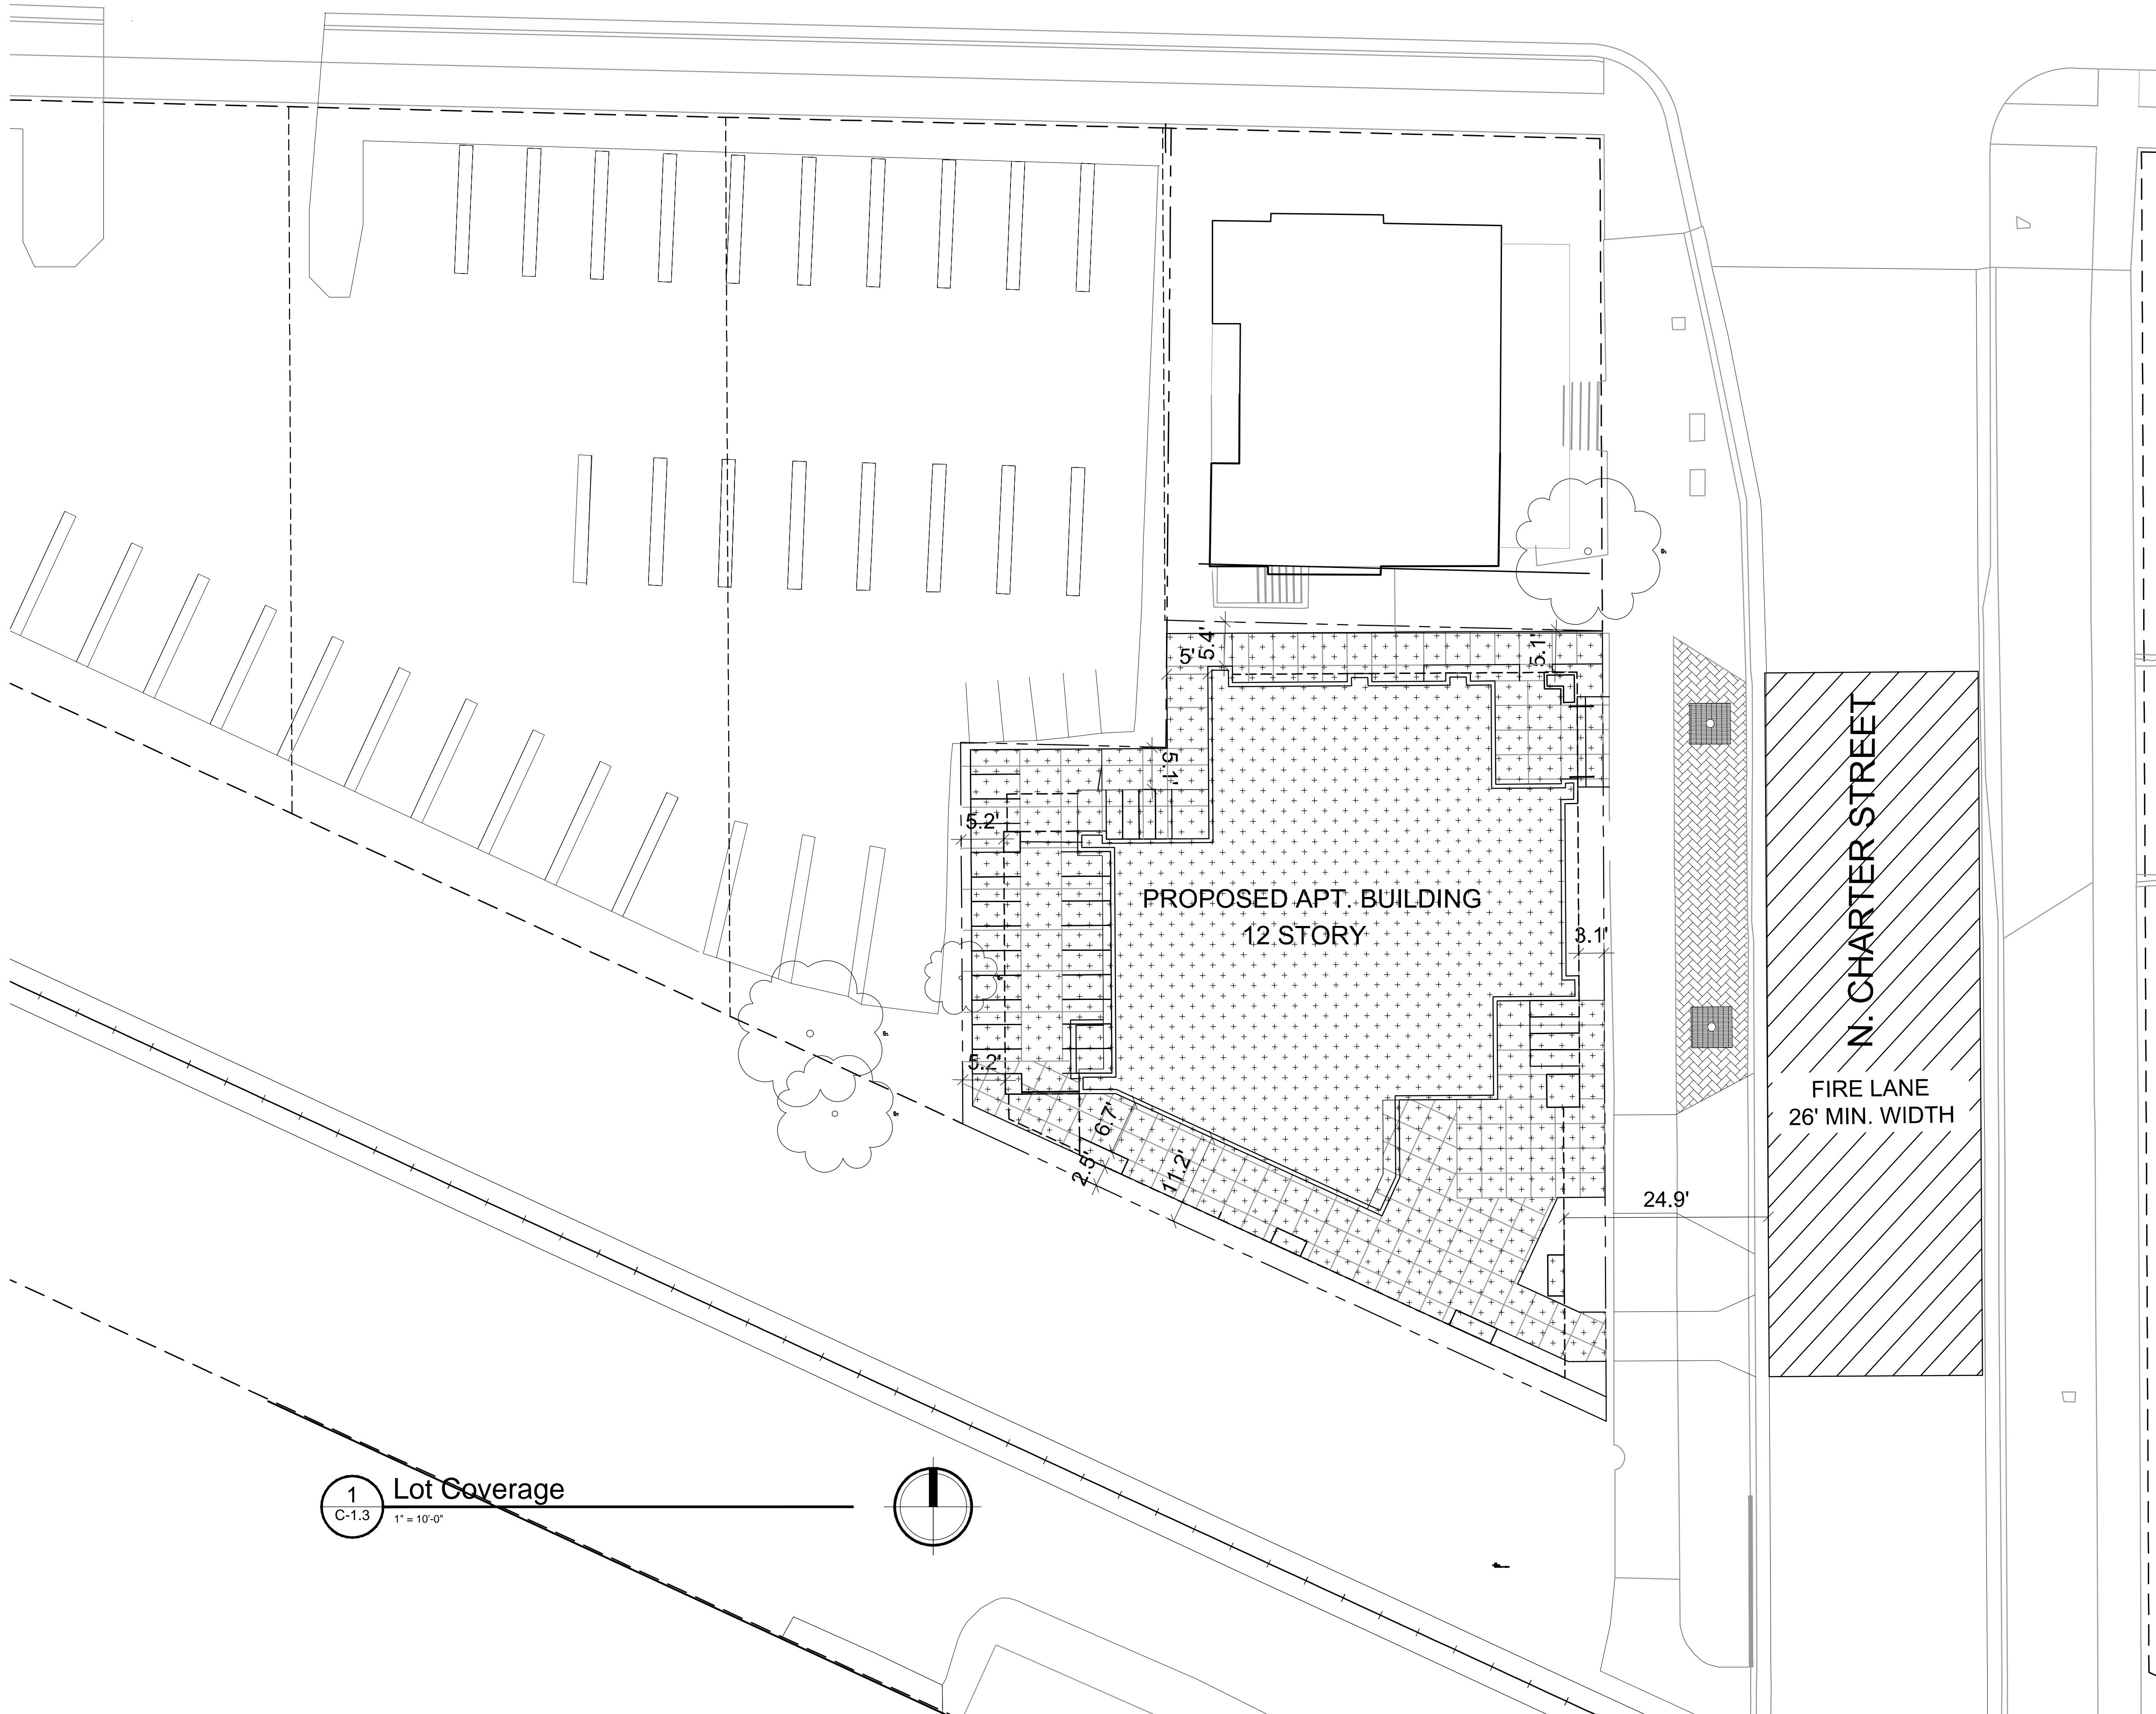 5.4'
5'
5.1'
5.1'
5.2'
PROPOSED APT. BUILDING
12 STORY
3.1'
N. CHARTER STREET
5.2'
6.7'
2.5'
11.2'
FIRE LANE
26' MIN. WIDTH
24.9'
1
C-1.3
Lot Coverage
1" = 10'-0"